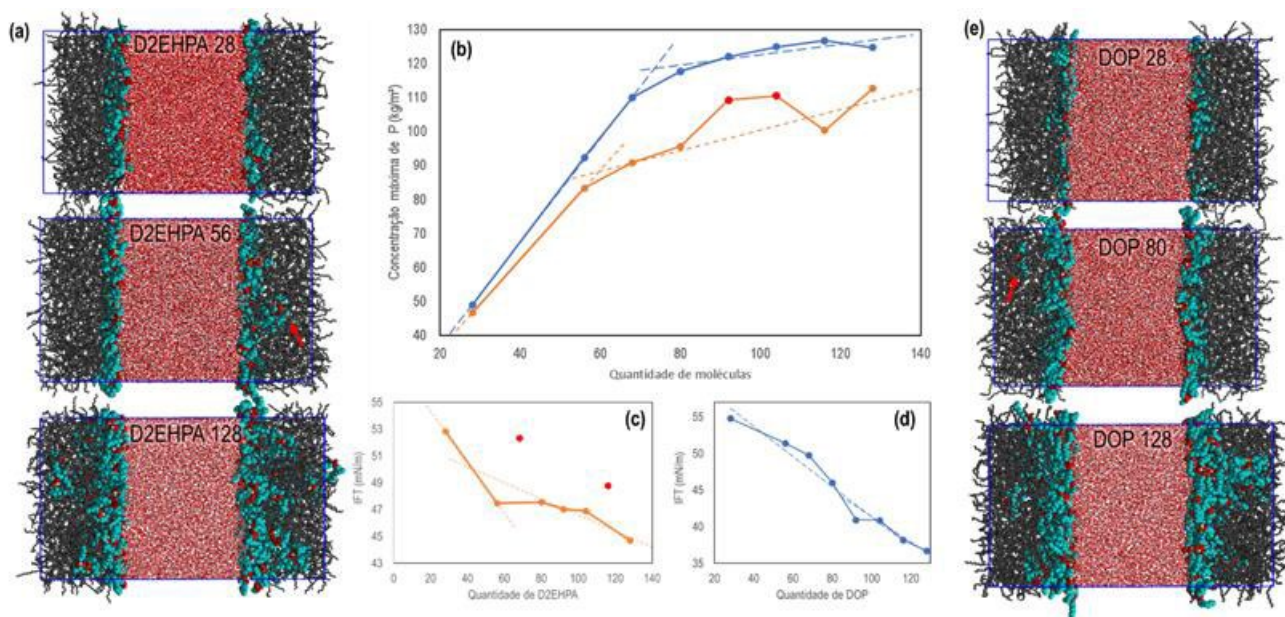 (a)
D2EHPA 28
D2EHPA 56
D2EHPA 128
(b)
Concentração máxima de P (kg/m³)
130
120
110
100
90
80
70
60
50
40
20
40
60
80
100
120
140
Quantidade de moléculas
(c)
IFT (mN/m)
55
53
51
49
47
45
43
0
20
40
60
80
100
120
140
Quantidade de D2EHPA
(d)
IFT (mN/m)
55
50
45
40
35
20
40
60
80
100
120
Quantidade de DOP
(e)
DOP 28
DOP 80
DOP 128